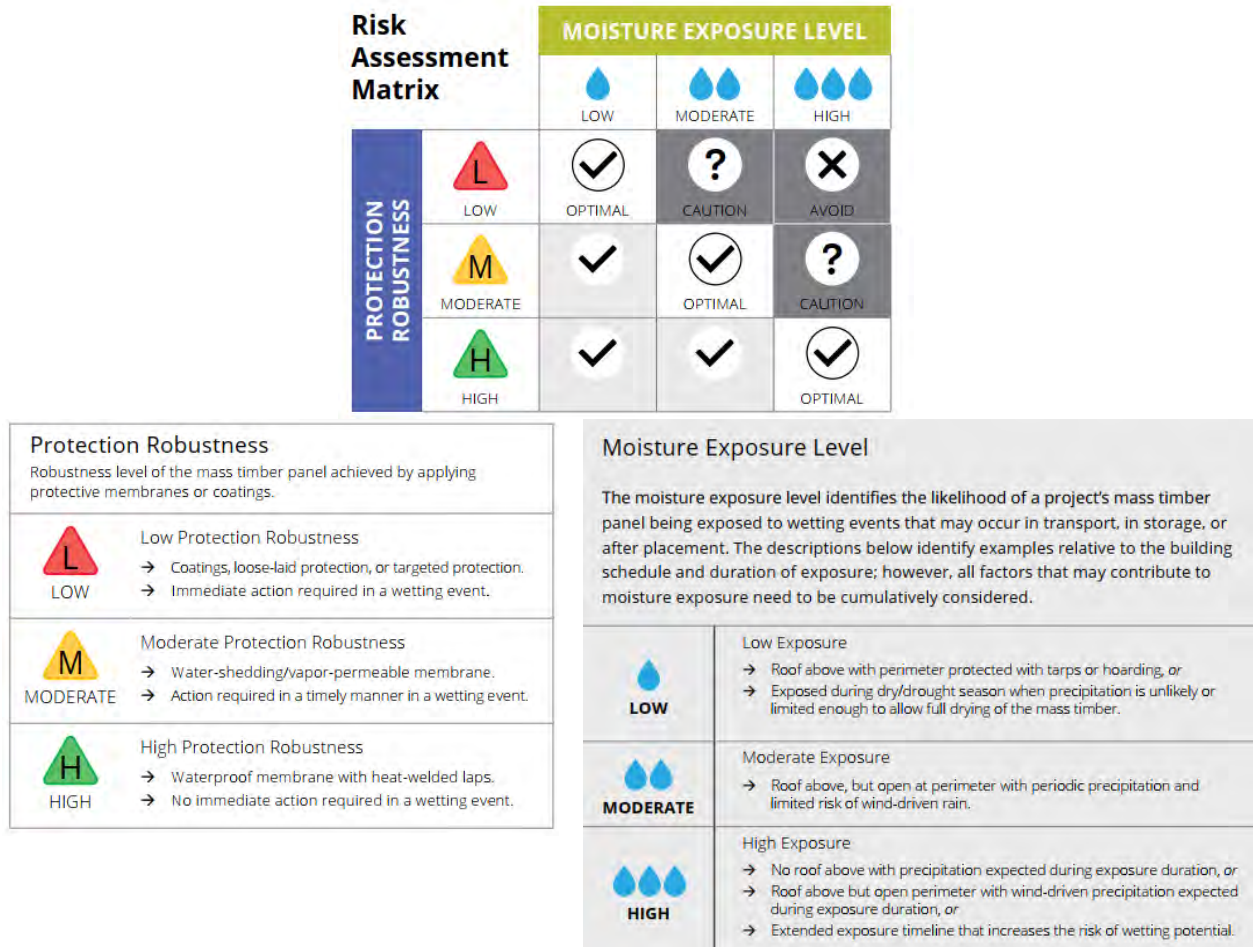 Risk
Assessment
Matrix
MOISTURE EXPOSURE LEVEL
LOW
MODERATE
HIGH
PROTECTION
ROBUSTNESS
L
LOW
OPTIMAL
?
CAUTION
AVOID
M
MODERATE
OPTIMAL
?
CAUTION
H
HIGH
OPTIMAL
Protection Robustness
Robustness level of the mass timber panel achieved by applying
protective membranes or coatings.
L
LOW
Low Protection Robustness
→ Coatings, loose-laid protection, or targeted protection.
→ Immediate action required in a wetting event.
M
MODERATE
Moderate Protection Robustness
→ Water-shedding/vapor-permeable membrane.
→ Action required in a timely manner in a wetting event.
H
HIGH
High Protection Robustness
→ Waterproof membrane with heat-welded laps.
→ No immediate action required in a wetting event.
Moisture Exposure Level
The moisture exposure level identifies the likelihood of a project's mass timber
panel being exposed to wetting events that may occur in transport, in storage, or
after placement. The descriptions below identify examples relative to the building
schedule and duration of exposure; however, all factors that may contribute to
moisture exposure need to be cumulatively considered.
LOW
Low Exposure
→ Roof above with perimeter protected with tarps or hoarding, or
→ Exposed during dry/drought season when precipitation is unlikely or
limited enough to allow full drying of the mass timber.
MODERATE
Moderate Exposure
→ Roof above, but open at perimeter with periodic precipitation and
limited risk of wind-driven rain.
HIGH
High Exposure
→ No roof above with precipitation expected during exposure duration, or
→ Roof above but open perimeter with wind-driven precipitation expected
during exposure duration, or
→ Extended exposure timeline that increases the risk of wetting potential.